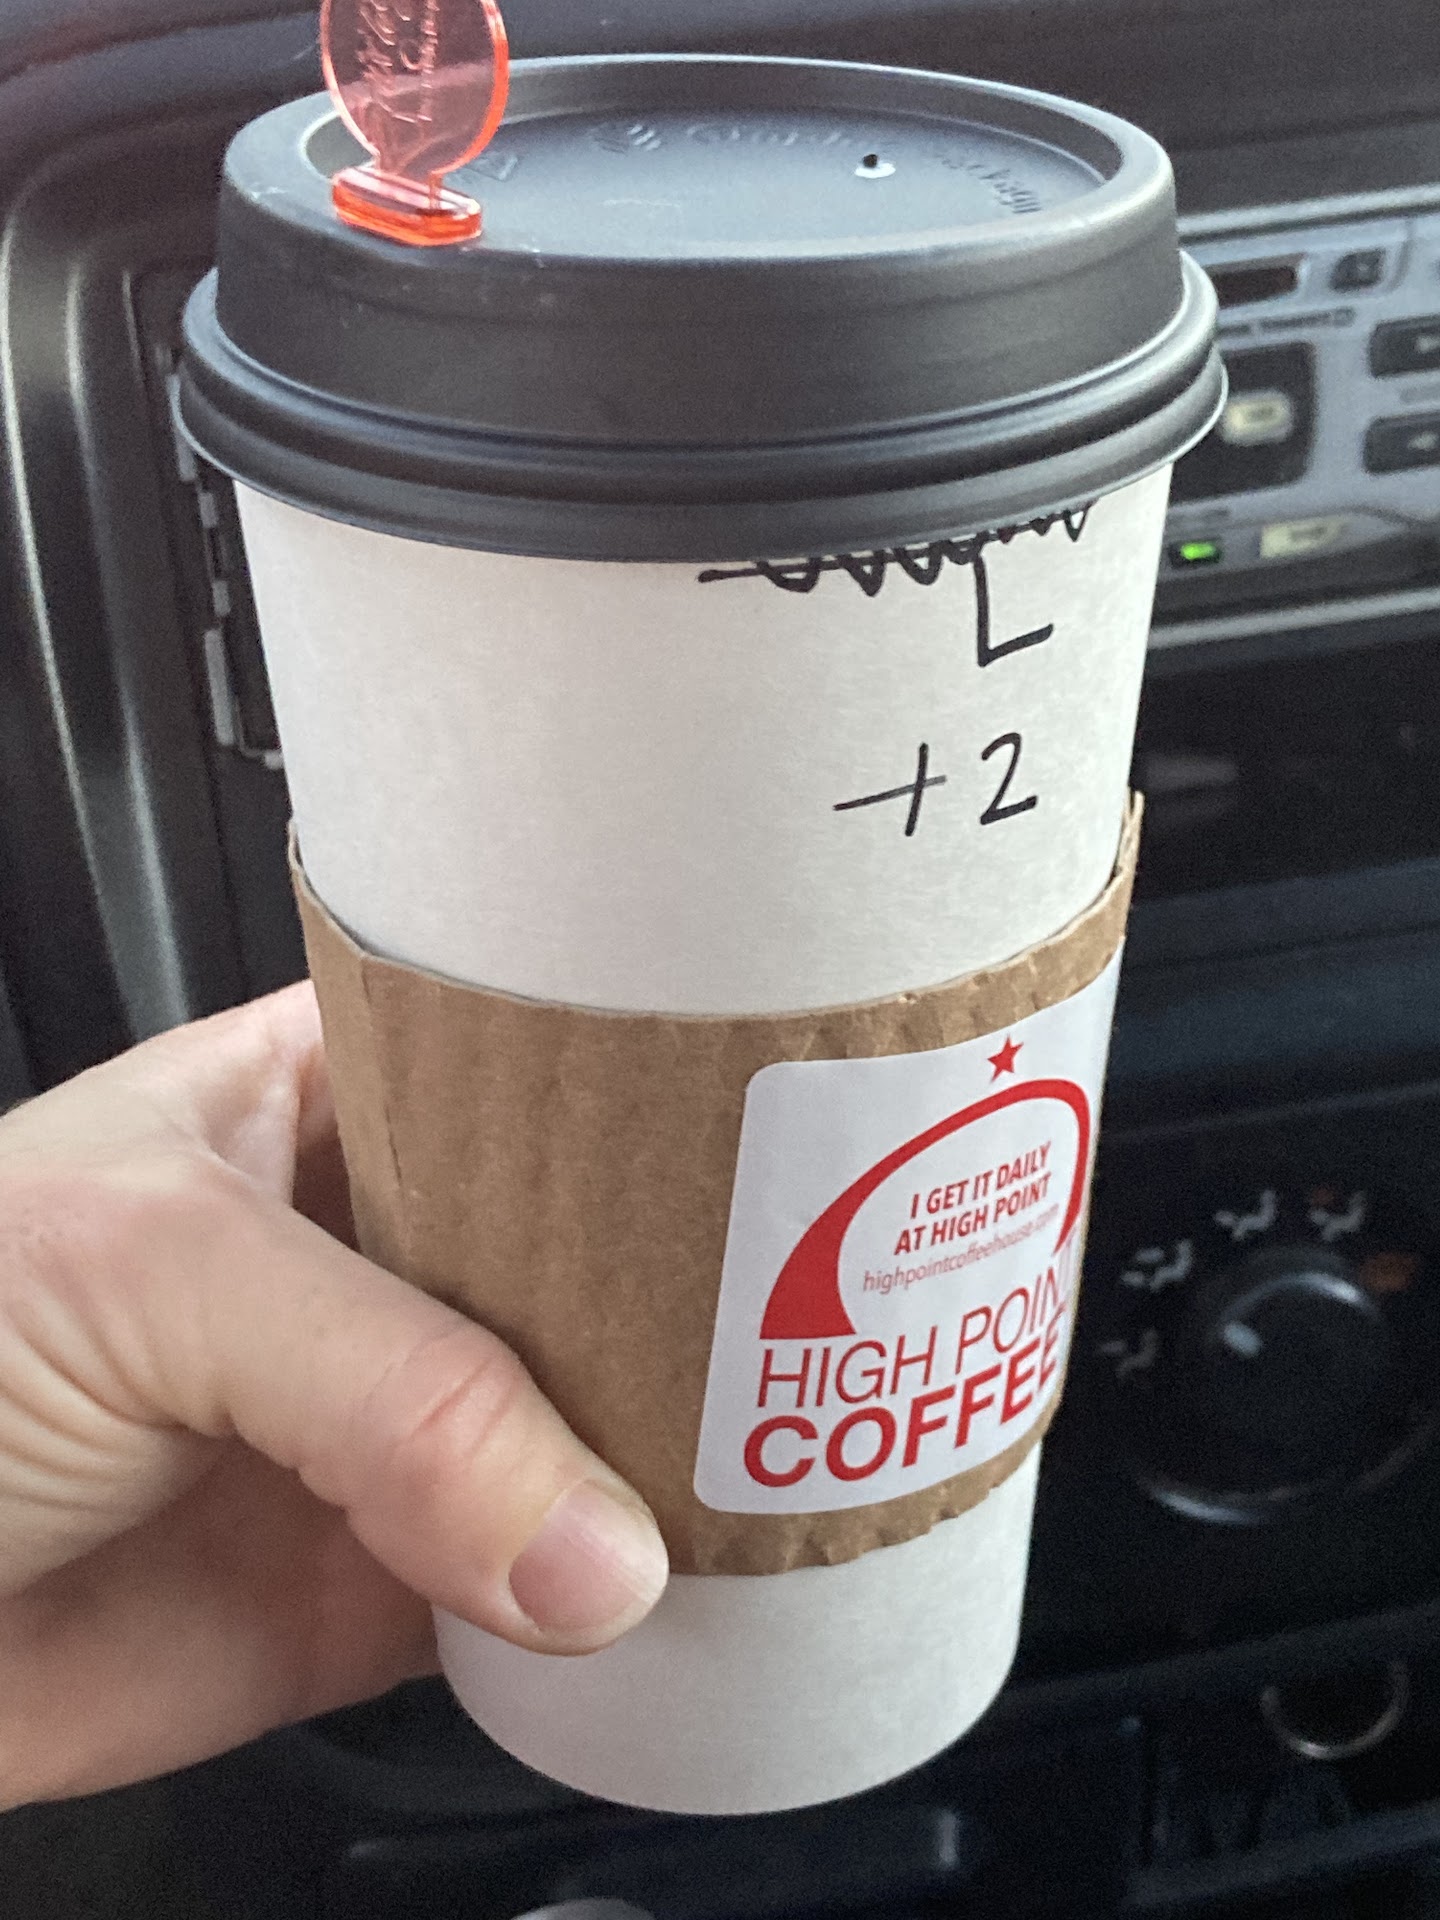 L
+2
I GET IT DAILY
AT HIGH POINT
highpointcoffeehouse.com
HIGH POINT
COFFEE